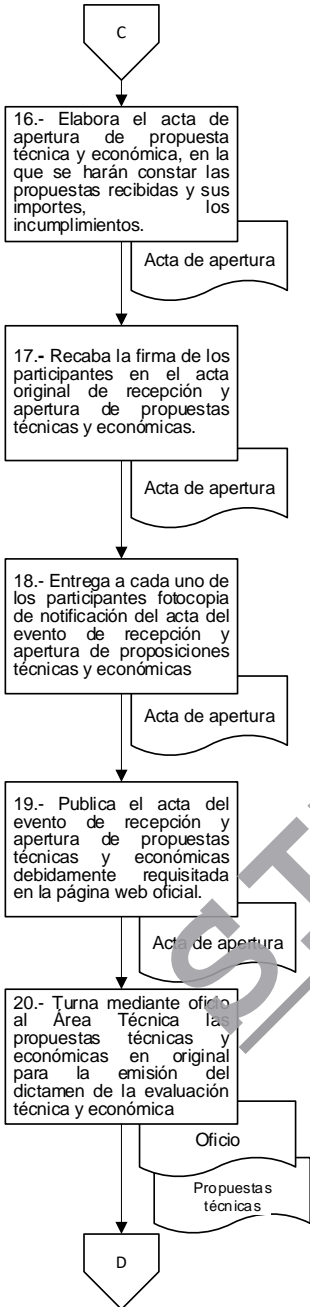 C
16.- Elabora el acta de
apertura de propuesta
técnica y económica, en la
que se harán constar las
propuestas recibidas y sus
importes, los
incumplimientos.
Acta de apertura
17.- Recaba la firma de los
participantes en el acta
original de recepción y
apertura de propuestas
técnicas y económicas.
Acta de apertura
18.- Entrega a cada uno de
los participantes fotocopia
de notificación del acta del
evento de recepción y
apertura de proposiciones
técnicas y económicas
Acta de apertura
19.- Publica el acta del
evento de recepción y
apertura de propuestas
técnicas y económicas
debidamente requisitada
en la página web oficial.
Acta de apertura
20.- Turna mediante oficio
al Área Técnica las
propuestas técnicas y
económicas en original
para la emisión del
dictamen de la evaluación
técnica y económica
Oficio
Propuestas
técnicas
D